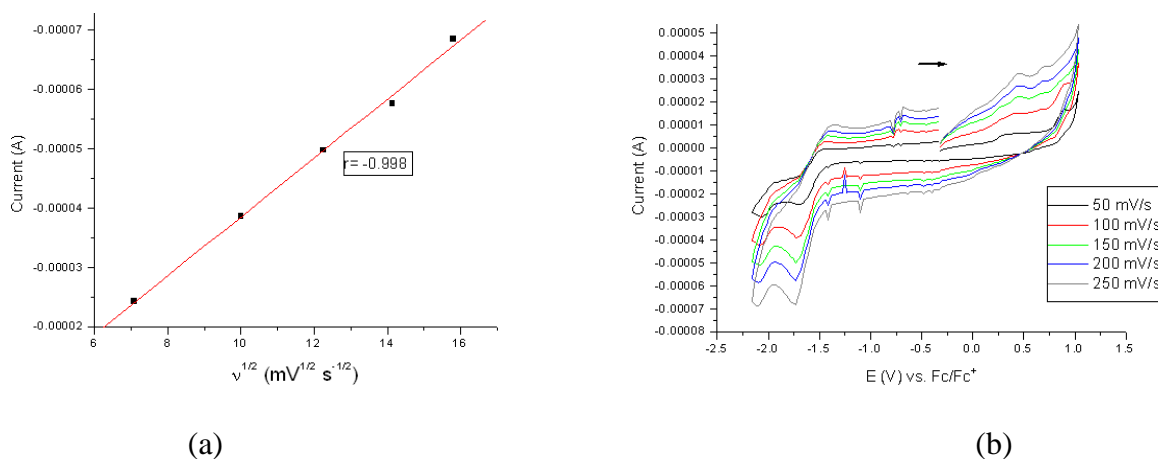 -0.00007
-0.00006
-0.00005
-0.00004
-0.00003
-0.00002
Current (A)
r= -0.998
6 8 10 12 14 16
ν1/2 (mV1/2 s-1/2)
(a)
0.00005
0.00004
0.00003
0.00002
0.00001
0.00000
-0.00001
-0.00002
-0.00003
-0.00004
-0.00005
-0.00006
-0.00007
-0.00008
Current (A)
50 mV/s
100 mV/s
150 mV/s
200 mV/s
250 mV/s
-2.5 -2.0 -1.5 -1.0 -0.5 0.0 0.5 1.0 1.5
E (V) vs. Fc/Fc+
(b)